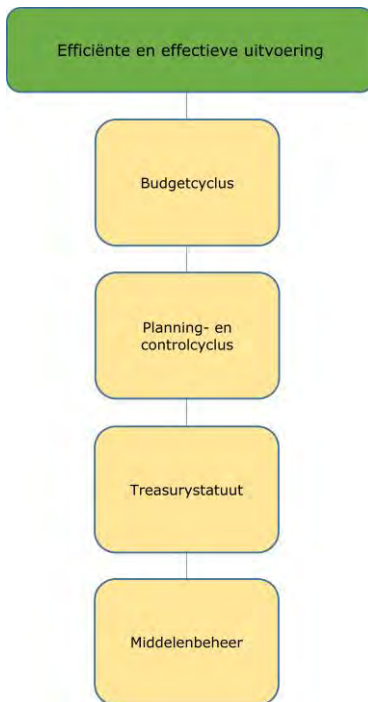 Efficiënte en effectieve uitvoering
Budgetcyclus
Planning- en
controlcyclus
Treasurystatuut
Middelenbeheer